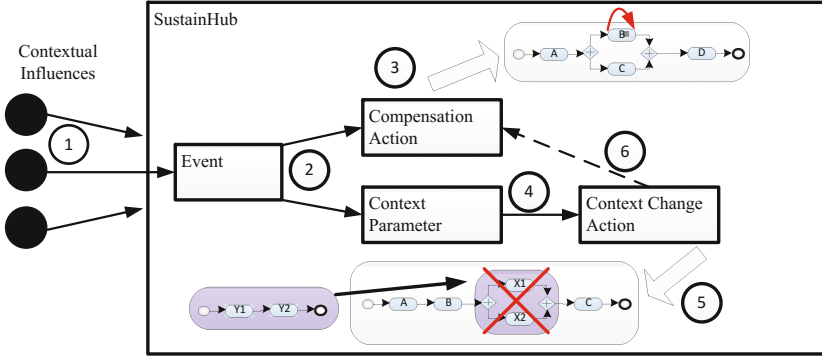 SustainHub
Contextual
Influences
1
Event
2
3
Compensation
Action
Context
Parameter
4
Context Change
Action
5
6
A
B
C
D
Y1
Y2
A
B
X1
X2
C